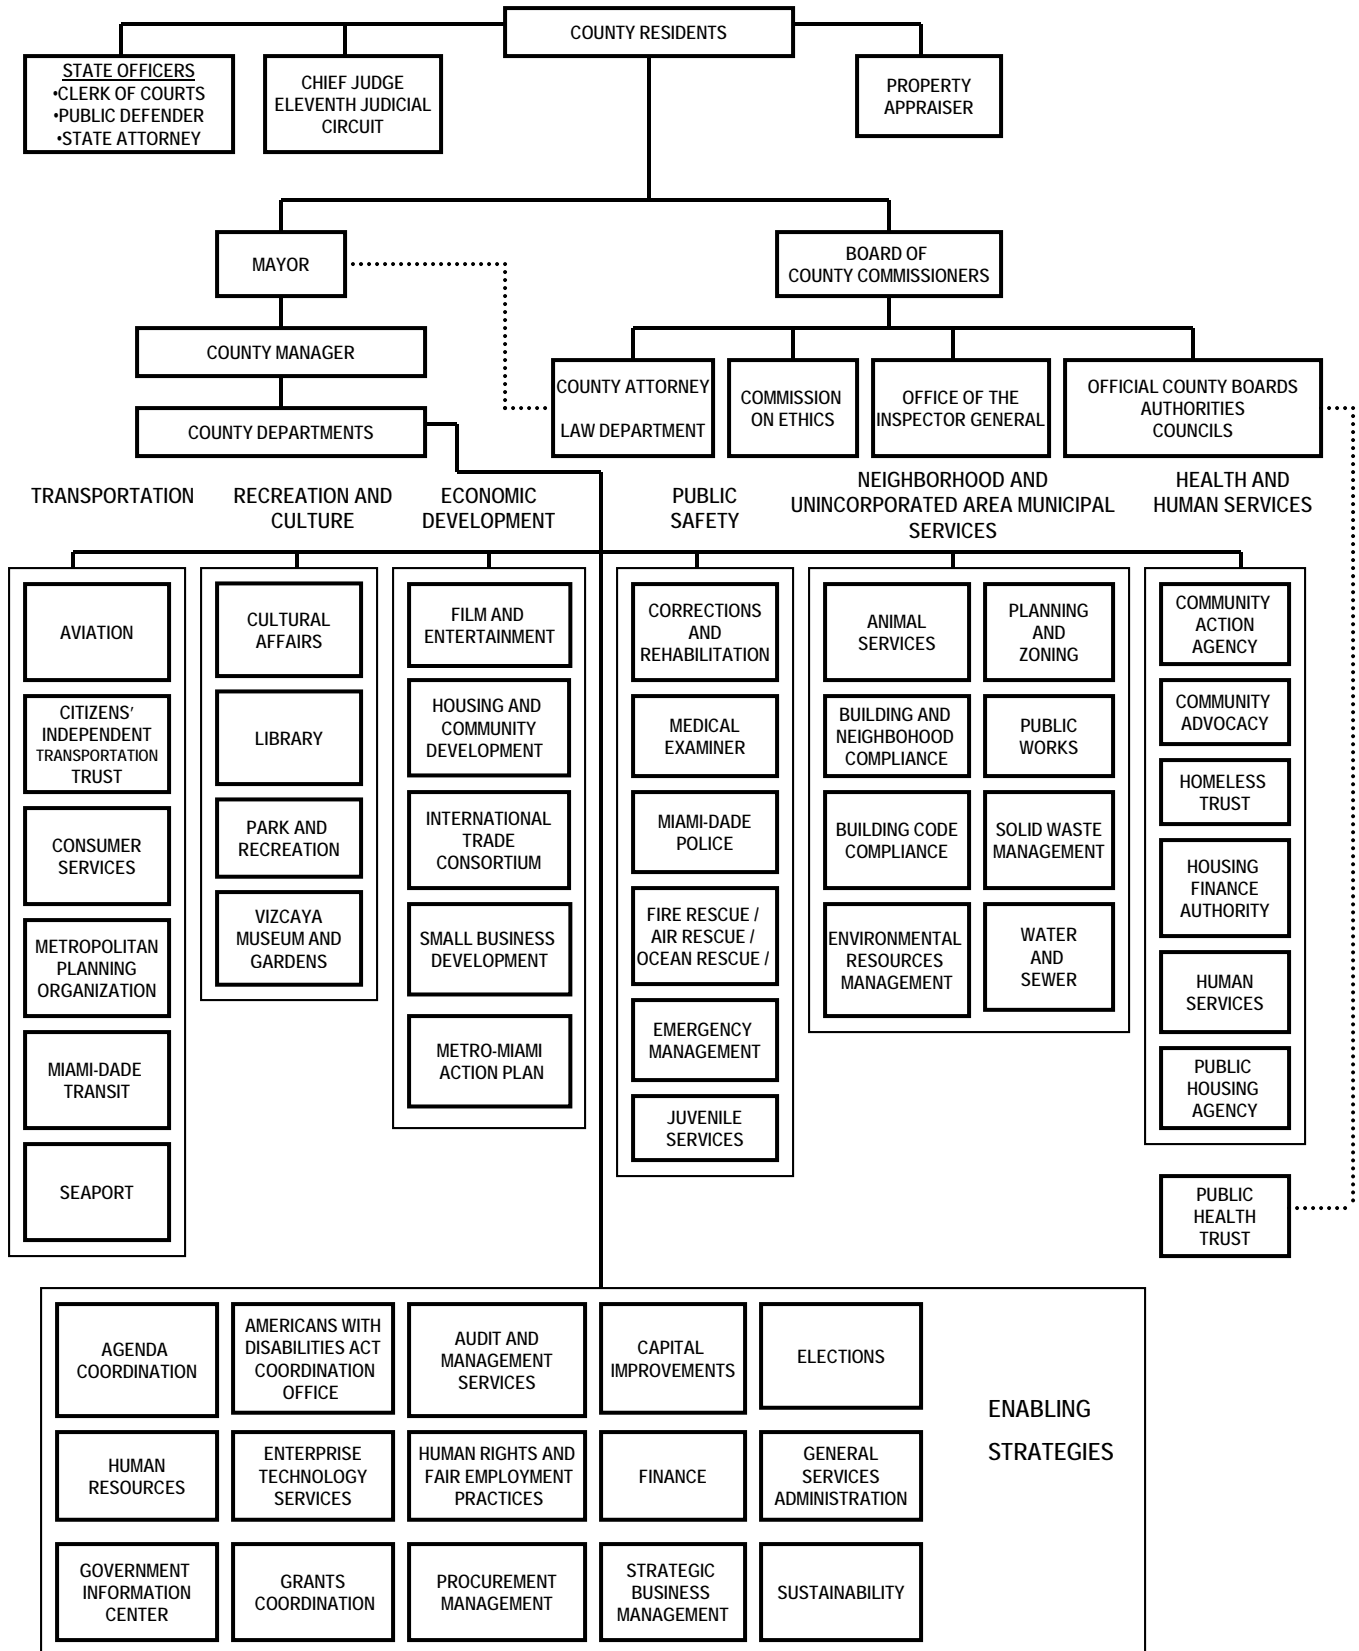 COUNTY RESIDENTS
STATE OFFICERS
•CLERK OF COURTS
•PUBLIC DEFENDER
•STATE ATTORNEY
CHIEF JUDGE
ELEVENTH JUDICIAL
CIRCUIT
PROPERTY
APPRAISER
MAYOR
BOARD OF
COUNTY COMMISSIONERS
COUNTY MANAGER
COUNTY DEPARTMENTS
COUNTY ATTORNEY
LAW DEPARTMENT
COMMISSION
ON ETHICS
OFFICE OF THE
INSPECTOR GENERAL
OFFICIAL COUNTY BOARDS
AUTHORITIES
COUNCILS
TRANSPORTATION
AVIATION
CITIZENS’
INDEPENDENT
TRANSPORTATION
TRUST
CONSUMER
SERVICES
METROPOLITAN
PLANNING
ORGANIZATION
MIAMI-DADE
TRANSIT
SEAPORT
RECREATION AND
CULTURE
CULTURAL
AFFAIRS
LIBRARY
PARK AND
RECREATION
VIZCAYA
MUSEUM AND
GARDENS
ECONOMIC
DEVELOPMENT
FILM AND
ENTERTAINMENT
HOUSING AND
COMMUNITY
DEVELOPMENT
INTERNATIONAL
TRADE
CONSORTIUM
SMALL BUSINESS
DEVELOPMENT
METRO-MIAMI
ACTION PLAN
PUBLIC
SAFETY
CORRECTIONS
AND
REHABILITATION
MEDICAL
EXAMINER
MIAMI-DADE
POLICE
FIRE RESCUE /
AIR RESCUE /
OCEAN RESCUE /
EMERGENCY
MANAGEMENT
JUVENILE
SERVICES
NEIGHBORHOOD AND
UNINCORPORATED AREA MUNICIPAL
SERVICES
ANIMAL
SERVICES
PLANNING
AND
ZONING
BUILDING AND
NEIGHBOHOOD
COMPLIANCE
PUBLIC
WORKS
BUILDING CODE
COMPLIANCE
SOLID WASTE
MANAGEMENT
ENVIRONMENTAL
RESOURCES
MANAGEMENT
WATER
AND
SEWER
HEALTH AND
HUMAN SERVICES
COMMUNITY
ACTION
AGENCY
COMMUNITY
ADVOCACY
HOMELESS
TRUST
HOUSING
FINANCE
AUTHORITY
HUMAN
SERVICES
PUBLIC
HOUSING
AGENCY
PUBLIC
HEALTH
TRUST
AGENDA
COORDINATION
AMERICANS WITH
DISABILITIES ACT
COORDINATION
OFFICE
AUDIT AND
MANAGEMENT
SERVICES
CAPITAL
IMPROVEMENTS
ELECTIONS
ENABLING
STRATEGIES
HUMAN
RESOURCES
ENTERPRISE
TECHNOLOGY
SERVICES
HUMAN RIGHTS AND
FAIR EMPLOYMENT
PRACTICES
FINANCE
GENERAL
SERVICES
ADMINISTRATION
GOVERNMENT
INFORMATION
CENTER
GRANTS
COORDINATION
PROCUREMENT
MANAGEMENT
STRATEGIC
BUSINESS
MANAGEMENT
SUSTAINABILITY